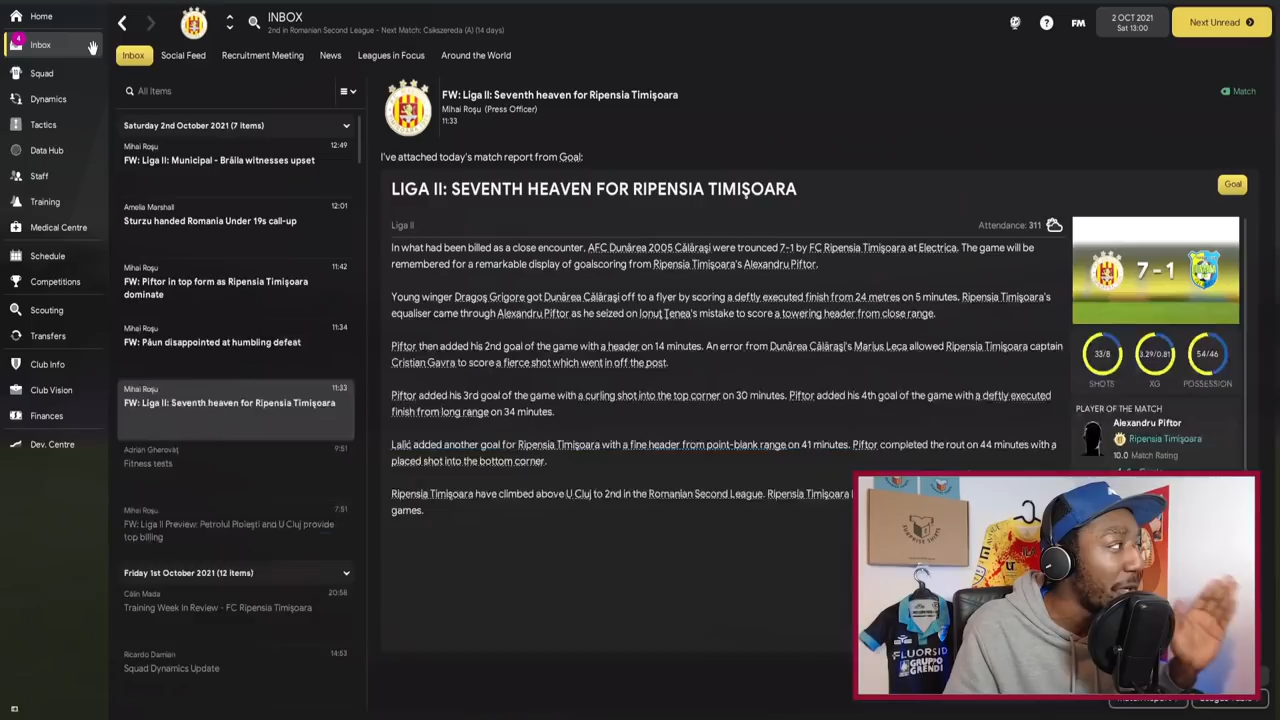 Home
Inbox
4
Squad
Dynamics
Tactics
Data Hub
Staff
Training
Medical Centre
Schedule
Competitions
Scouting
Transfers
Club Info
Club Vision
Finances
Dev. Centre
INBOX
2nd in Romanian Second League - Next Match: Csikszereda (A) (14 days)
FM
2 OCT 2021
Sat 13:00
Next Unread
Inbox
Social Feed
Recruitment Meeting
News
Leagues in Focus
Around the World
All Items
Saturday 2nd October 2021 (7 Items)
Mihai Roșu 12:49
FW: Liga II: Municipal - Brăila witnesses upset
Amelia Marshall 12:01
Sturzu handed Romania Under 19s call-up
Mihai Roșu 11:42
FW: Piftor in top form as Ripensia Timişoara
dominate
Mihai Roșu 11:34
FW: Păun disappointed at humbling defeat
Mihai Roșu 11:33
FW: Liga II: Seventh heaven for Ripensia Timişoara
Adrian Gherovăț 9:51
Fitness tests
Mihai Roșu 7:51
FW: Liga II Preview: Petrolul Ploieşti and U Cluj provide
top billing
Friday 1st October 2021 (12 Items)
Călin Mada 20:58
Training Week In Review - FC Ripensia Timişoara
Ricardo Damian 14:53
Squad Dynamics Update
FW: Liga II: Seventh heaven for Ripensia Timişoara
Mihai Roșu (Press Officer)
11:33
Match
I've attached today's match report from Goal:
LIGA II: SEVENTH HEAVEN FOR RIPENSIA TIMIŞOARA
Goal
Liga II
Attendance: 311
In what had been billed as a close encounter, AFC Dunărea 2005 Călăraşi were trounced 7-1 by FC Ripensia Timişoara at Electrica. The game will be
remembered for a remarkable display of goalscoring from Ripensia Timişoara's Alexandru Piftor.
Young winger Dragoş Grigore got Dunărea Călăraşi off to a flyer by scoring a deftly executed finish from 24 metres on 5 minutes. Ripensia Timişoara's
equaliser came through Alexandru Piftor as he seized on Ionuţ Ţenea's mistake to score a towering header from close range.
Piftor then added his 2nd goal of the game with a header on 14 minutes. An error from Dunărea Călăraşi's Marius Leca allowed Ripensia Timişoara captain
Cristian Gavra to score a fierce shot which went in off the post.
Piftor added his 3rd goal of the game with a curling shot into the top corner on 30 minutes. Piftor added his 4th goal of the game with a deftly executed
finish from long range on 34 minutes.
Lalić added another goal for Ripensia Timişoara with a fine header from point-blank range on 41 minutes. Piftor completed the rout on 44 minutes with a
placed shot into the bottom corner.
Ripensia Timişoara have climbed above U Cluj to 2nd in the Romanian Second League. Ripensia Timişoara
games.
7-1
33/8
3.29/0.81
54/46
SHOTS
XG
POSSESSION
PLAYER OF THE MATCH
Alexandru Piftor
Ripensia Timişoara
10.0 Match Rating
SURPRISE SHIRTS
FLUORSID
GRUPPO
GRENDI